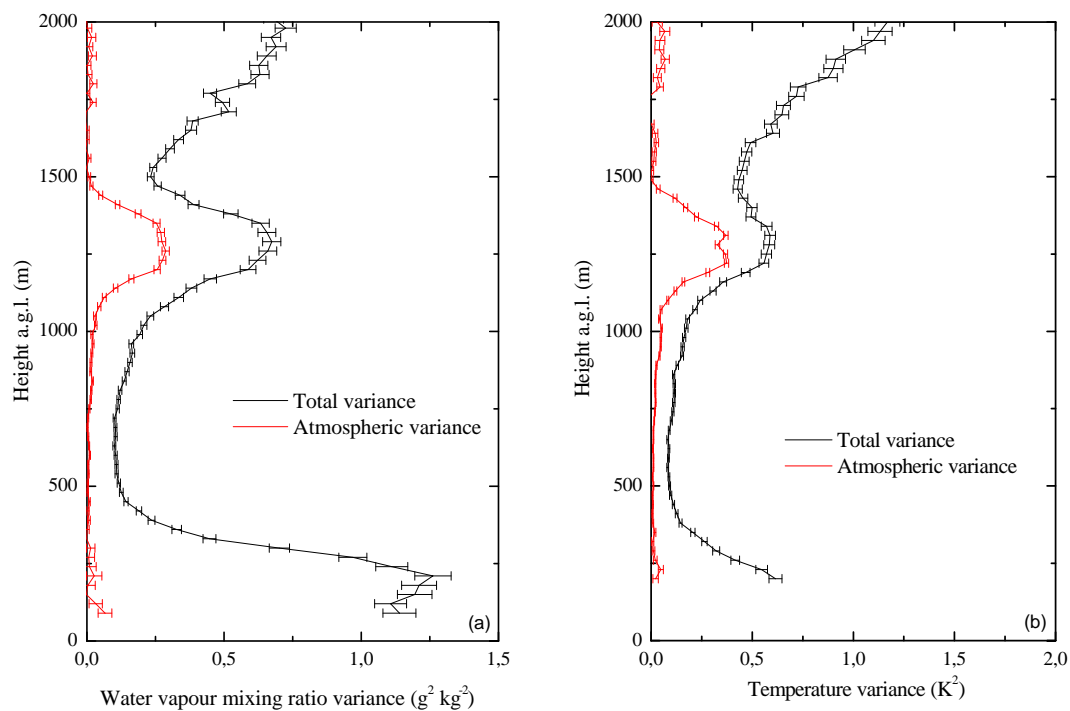 2000
1500
1000
500
0
Height a.g.l. (m)
Total variance
Atmospheric variance
(a)
0,0 0,5 1,0 1,5
Water vapour mixing ratio variance (g² kg⁻²)
2000
1500
1000
500
0
Height a.g.l. (m)
Total variance
Atmospheric variance
(b)
0,0 0,5 1,0 1,5 2,0
Temperature variance (K²)